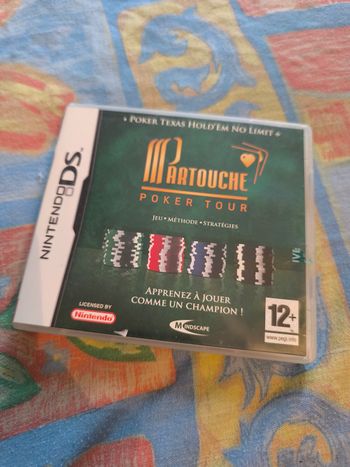 POKER TEXAS HOLD'EM NO LIMIT
PARTOUCHE
POKER TOUR
JEU • MÉTHODE • STRATÉGIES
APPRENEZ À JOUER
COMME UN CHAMPION !
NINTENDO DS
LICENSED BY
Nintendo
MINDSCAPE
12+
www.pegi.info
IVE